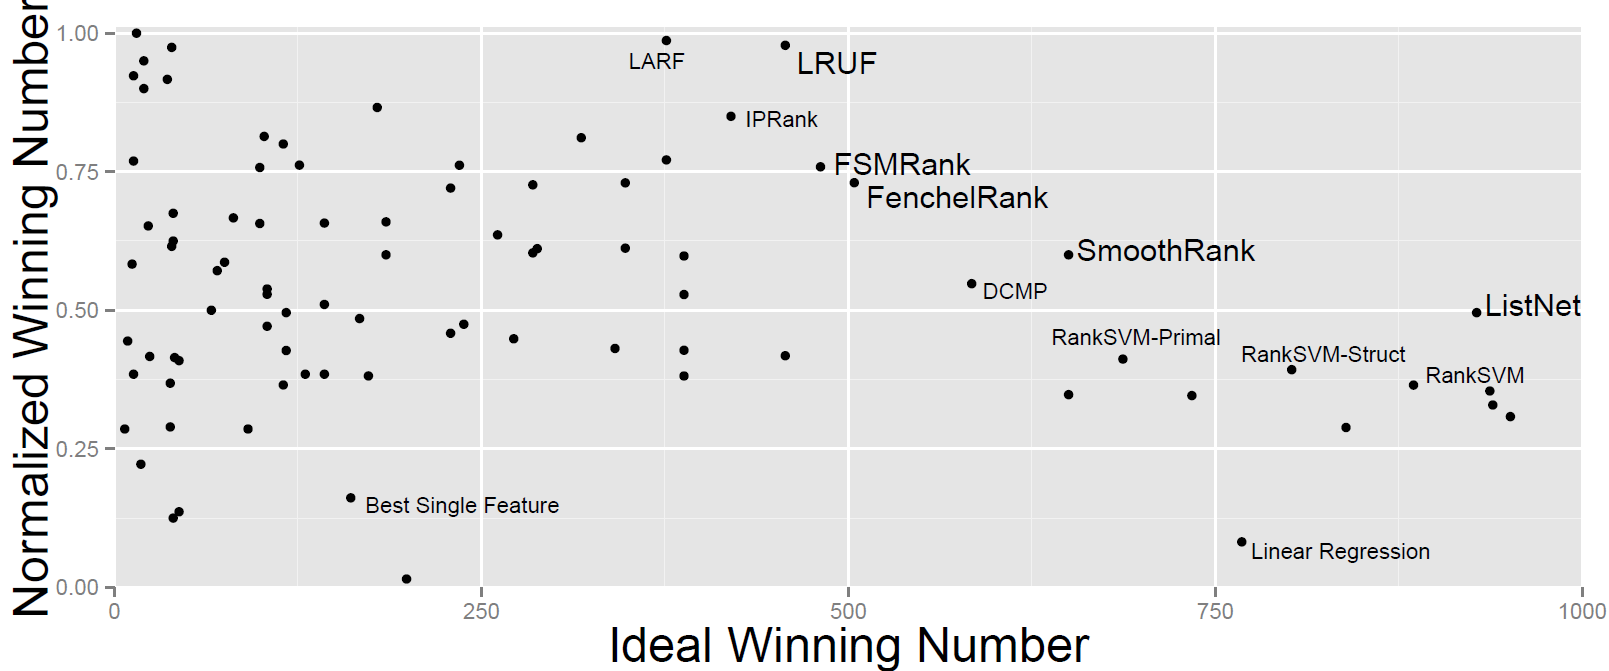 Normalized Winning Number
1.00
0.75
0.50
0.25
0.00
LARF
LRUF
IPRank
FSMRank
FenchelRank
SmoothRank
DCMP
ListNet
RankSVM-Primal
RankSVM-Struct
RankSVM
Best Single Feature
Linear Regression
0
250
500
750
1000
Ideal Winning Number